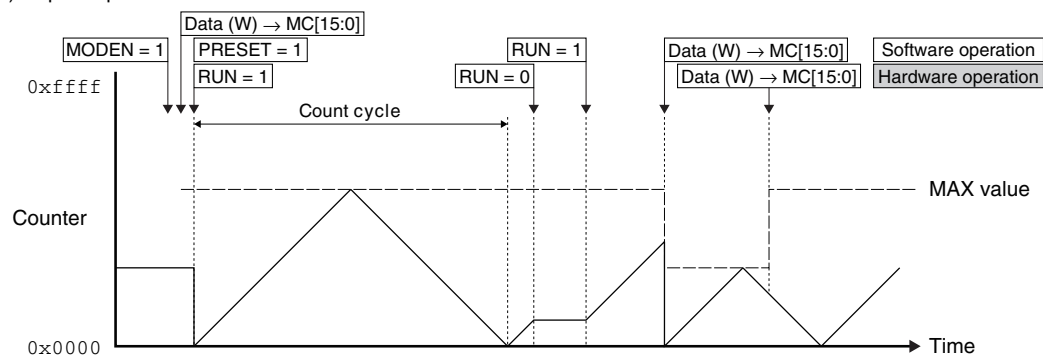 Data (W) → MC[15:0]
MODEN = 1
PRESET = 1
RUN = 1
RUN = 1
RUN = 0
Data (W) → MC[15:0]
Data (W) → MC[15:0]
Software operation
Hardware operation
0xffff
Count cycle
MAX value
Counter
0x0000
Time